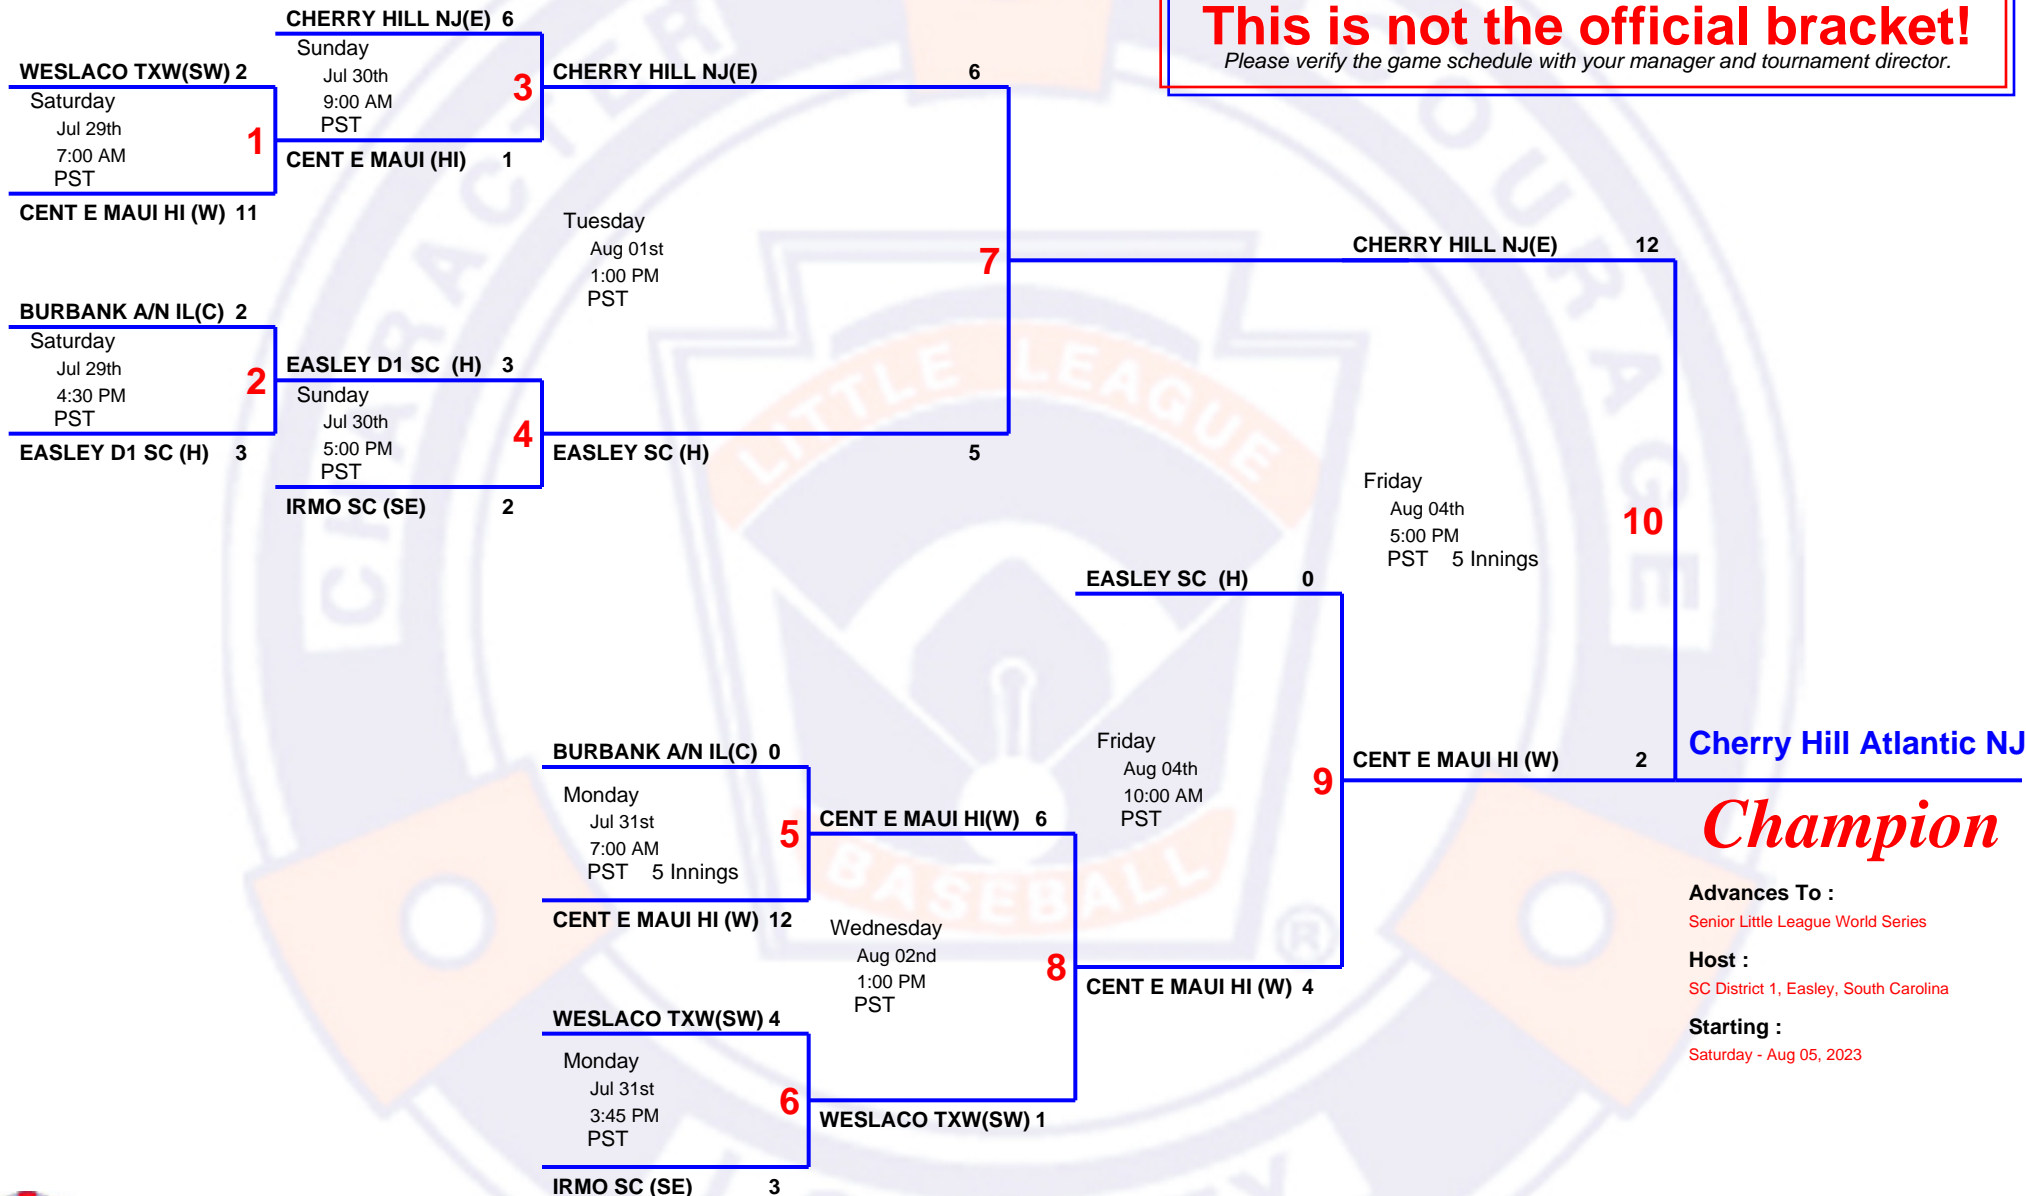 This is not the official bracket!
Please verify the game schedule with your manager and tournament director.
CHERRY HILL NJ(E) 6
Sunday
Jul 30th
9:00 AM
PST
3
CENT E MAUI (HI) 1
WESLACO TXW(SW) 2
Saturday
Jul 29th
7:00 AM
PST
1
CENT E MAUI HI (W) 11
CHERRY HILL NJ(E) 6
Tuesday
Aug 01st
1:00 PM
PST
7
BURBANK A/N IL(C) 2
Saturday
Jul 29th
4:30 PM
PST
2
EASLEY D1 SC (H) 3
EASLEY D1 SC (H) 3
Sunday
Jul 30th
5:00 PM
PST
4
IRMO SC (SE) 2
EASLEY SC (H) 5
CHERRY HILL NJ(E) 12
Friday
Aug 04th
5:00 PM
PST 5 Innings
10
EASLEY SC (H) 0
Friday
Aug 04th
10:00 AM
PST
9
CENT E MAUI HI (W) 2
BURBANK A/N IL(C) 0
Monday
Jul 31st
7:00 AM
PST 5 Innings
5
CENT E MAUI HI (W) 12
CENT E MAUI HI(W) 6
Wednesday
Aug 02nd
1:00 PM
PST
8
CENT E MAUI HI (W) 4
WESLACO TXW(SW) 4
Monday
Jul 31st
3:45 PM
PST
6
WESLACO TXW(SW) 1
IRMO SC (SE) 3
Cherry Hill Atlantic NJ
Champion
Advances To :
Senior Little League World Series
Host :
SC District 1, Easley, South Carolina
Starting :
Saturday - Aug 05, 2023
CHARACTER
COURAGE
LITTLE LEAGUE
BASEBALL
®